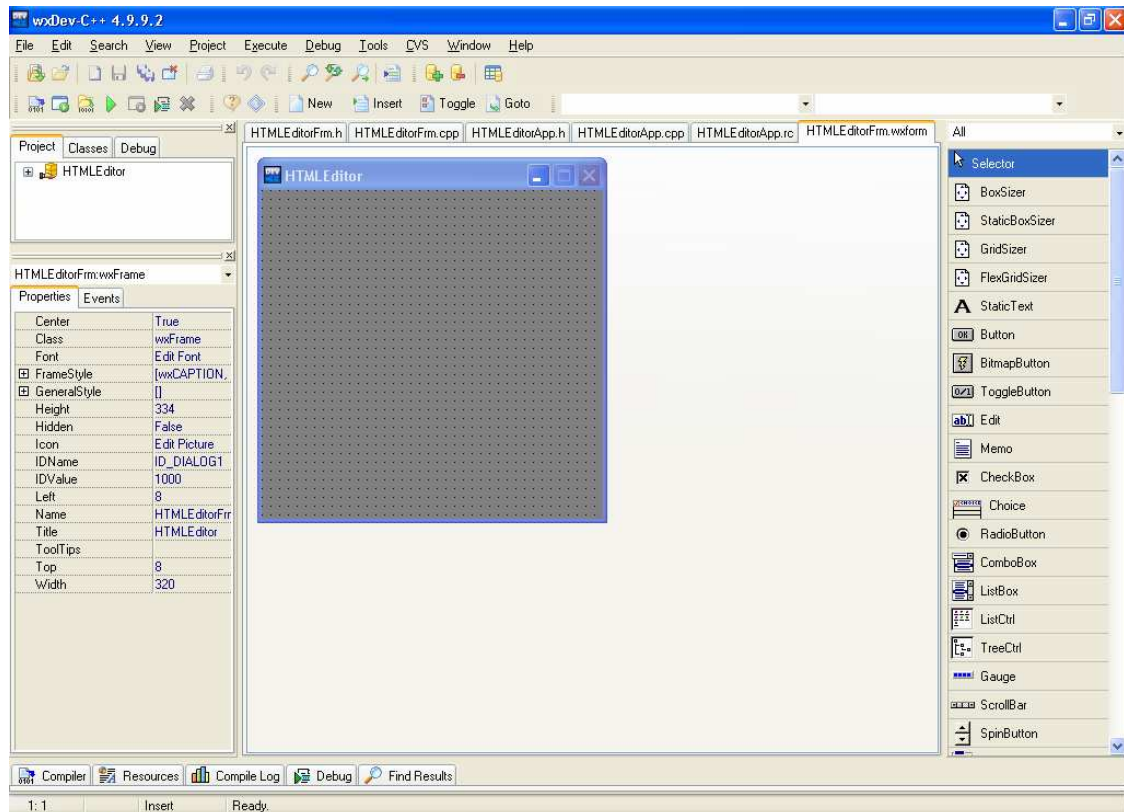 wxDev-C++ 4.9.9.2
File Edit Search View Project Execute Debug Tools CVS Window Help
New Insert Toggle Goto
Project Classes Debug
HTMLEditor
HTMLEditorFrm:wxFrame
Properties Events
Center True
Class wxFrame
Font Edit Font
FrameStyle [wxCAPTION,
GeneralStyle []
Height 334
Hidden False
Icon Edit Picture
IDName ID_DIALOG1
IDValue 1000
Left 8
Name HTMLEditorFrr
Title HTMLEditor
ToolTips
Top 8
Width 320
HTMLEditorFrm.h HTMLEditorFrm.cpp HTMLEditorApp.h HTMLEditorApp.cpp HTMLEditorApp.rc HTMLEditorFrm.wxform
HTMLEditor
All
Selector
BoxSizer
StaticBoxSizer
GridSizer
FlexGridSizer
A StaticText
OK Button
BitmapButton
0/1 ToggleButton
ab Edit
Memo
CheckBox
Choice
RadioButton
ComboBox
ListBox
ListCtrl
TreeCtrl
Gauge
ScrollBar
SpinButton
Compiler Resources Compile Log Debug Find Results
1: 1 Insert Ready.